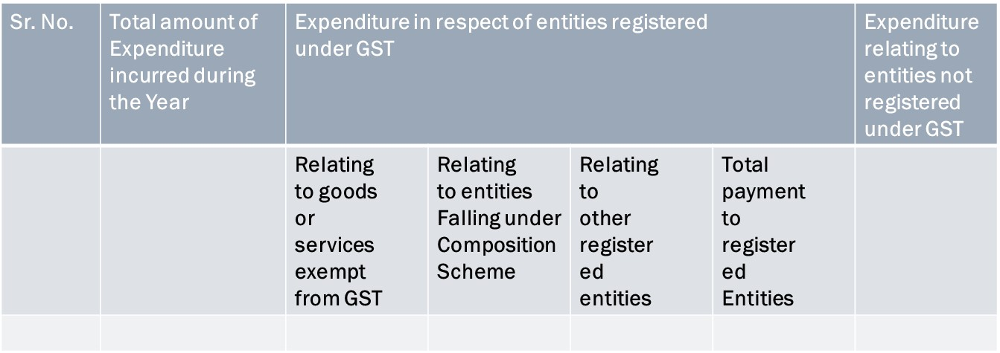 Sr. No.
Total amount of
Expenditure
incurred during
the Year
Expenditure in respect of entities registered
under GST
Expenditure
relating to
entities not
registered
under GST
Relating
to goods
or
services
exempt
from GST
Relating
to entities
Falling under
Composition
Scheme
Relating
to
other
register
ed
entities
Total
payment
to
register
ed
Entities